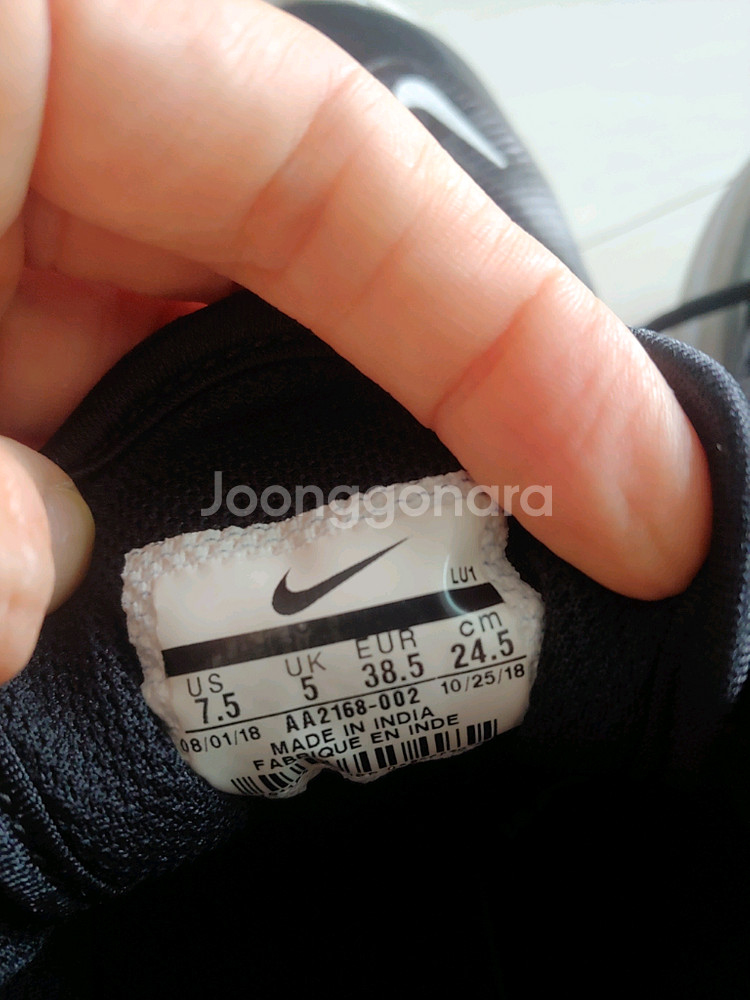 Joonggonara
LU1
US UK EUR cm
7.5 5 38.5 24.5
08/01/18 AA2168-002 10/25/18
MADE IN INDIA
FABRIQUE EN INDE